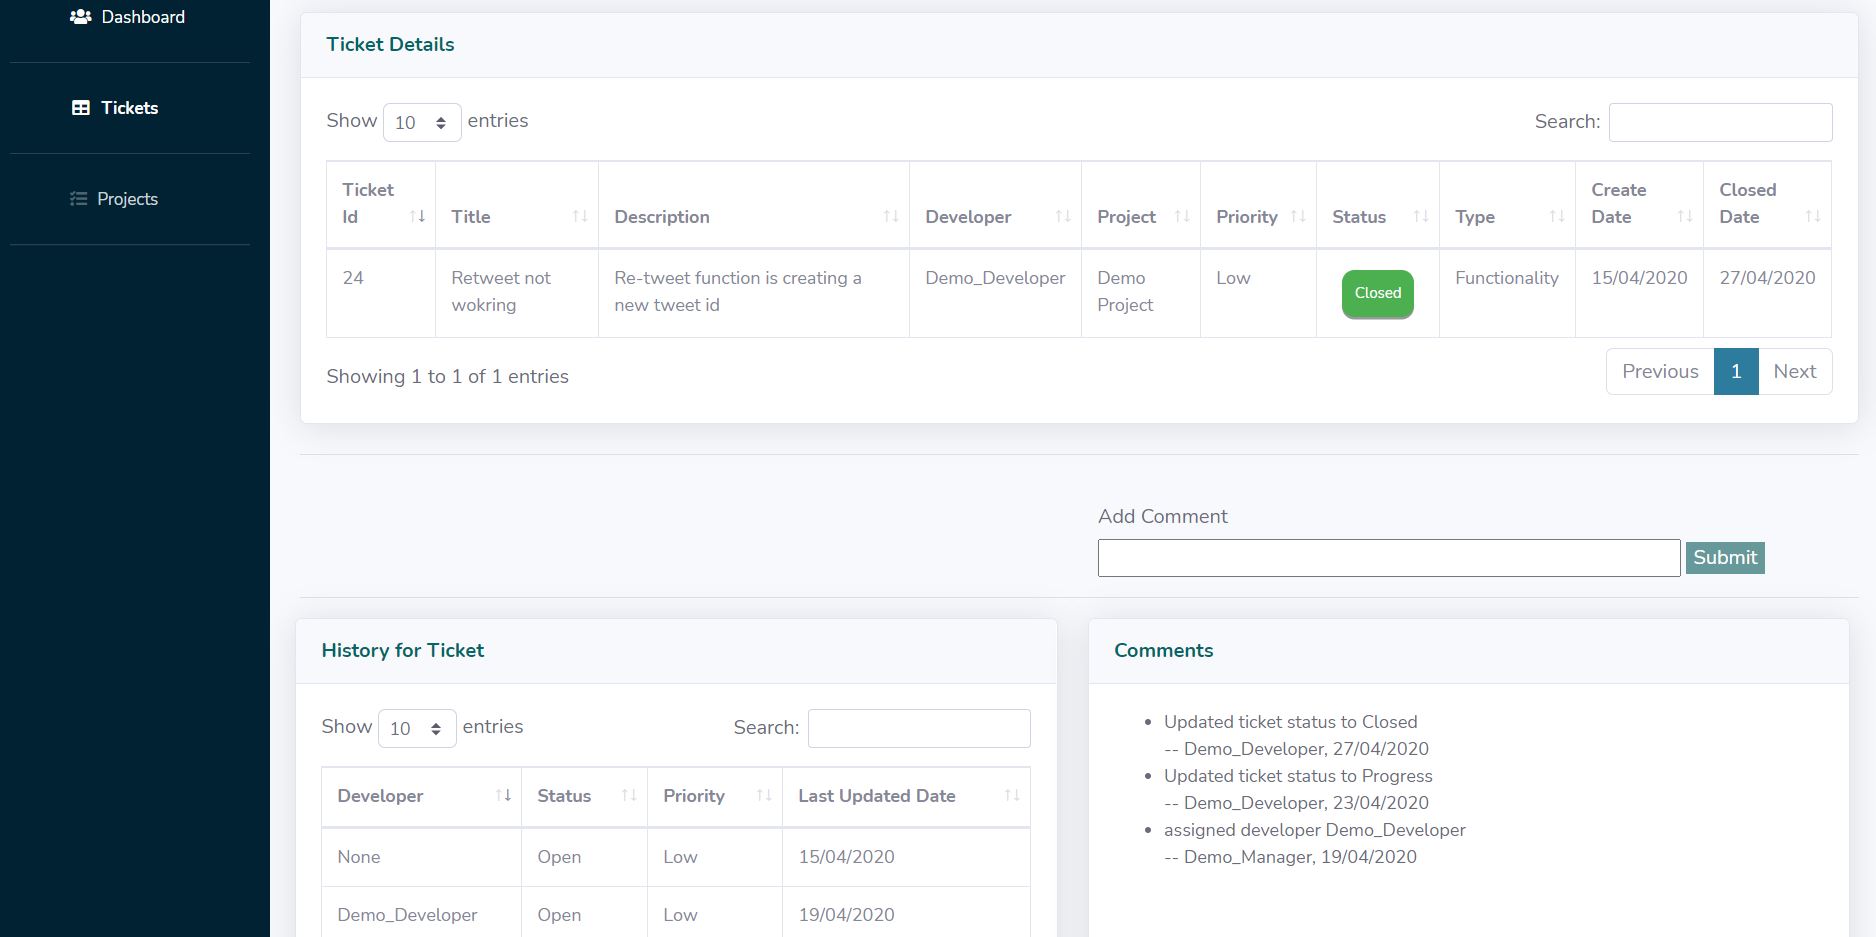 Dashboard
Tickets
Projects
Ticket Details
Show 10 entries
Search:
Ticket Id Title Description Developer Project Priority Status Type Create Date Closed Date
24 Retweet not wokring Re-tweet function is creating a new tweet id Demo_Developer Demo Project Low Closed Functionality 15/04/2020 27/04/2020
Showing 1 to 1 of 1 entries
Previous 1 Next
Add Comment
Submit
History for Ticket
Show 10 entries
Search:
Developer Status Priority Last Updated Date
None Open Low 15/04/2020
Demo_Developer Open Low 19/04/2020
Comments
Updated ticket status to Closed
-- Demo_Developer, 27/04/2020
Updated ticket status to Progress
-- Demo_Developer, 23/04/2020
assigned developer Demo_Developer
-- Demo_Manager, 19/04/2020